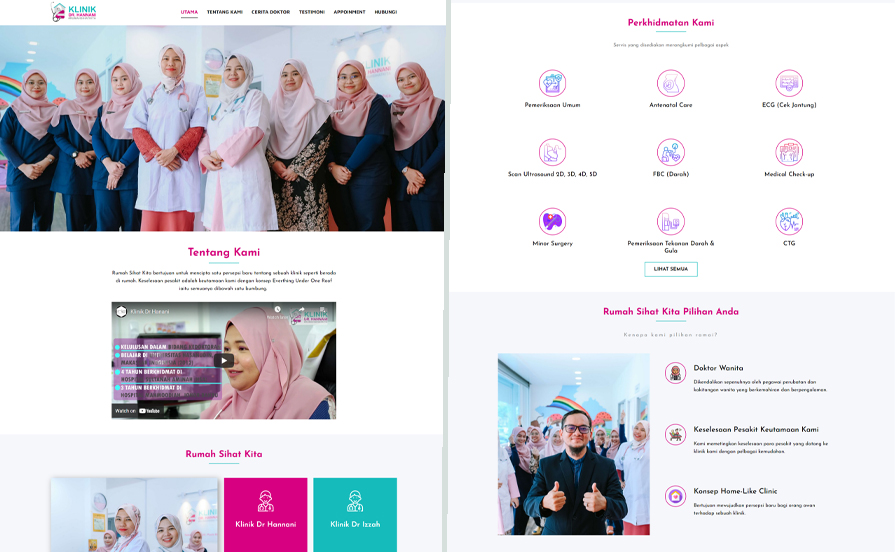 KLINIK
DR. HANNANI
UTAMA
TENTANG KAMI
CERITA DOKTOR
TESTIMONI
APPOINMENT
HUBUNGI
Tentang Kami
Rumah Sihat Kita bertujuan untuk mencipta satu persepsi baru tentang sebuah klinik seperti berada
di rumah. Keselesaan pesakit adalah keutamaan kami dengan konsep Everthing Under One Roof
iaitu semuanya dibawah satu bumbung.
Klinik Dr Hannani
KLINIK
DR. HANNANI
KELULUSAN DALAM
BELAJAR DI
4 TAHUN BERKHIDMAT DI
3 TAHUN BERKHIDMAT DI
Watch on YouTube
Rumah Sihat Kita
Klinik Dr Hannani
Klinik Dr Izzah
Perkhidmatan Kami
Servis yang disediakan merangkumi pelbagai aspek
Pemeriksaan Umum
Antenatal Care
ECG (Cek Jantung)
Scan Ultrasound 2D, 3D, 4D, 5D
FBC (Darah)
Medical Check-up
Minor Surgery
Pemeriksaan Tekanan Darah &
Gula
CTG
LIHAT SEMUA
Rumah Sihat Kita Pilihan Anda
Kenapa kami pilihan ramai?
Doktor Wanita
Dikendalikan sepenuhnya oleh pegawai perubatan dan
kakitangan wanita yang berkemahiran dan berpengalaman.
Keselesaan Pesakit Keutamaan Kami
Kami mementingkan keselesaan para pesakit yang datang ke
klinik kami dengan pelbagai kemudahan.
Konsep Home-Like Clinic
Bertujuan mewujudkan persepsi baru bagi orang awam
terhadap sebuah klinik.